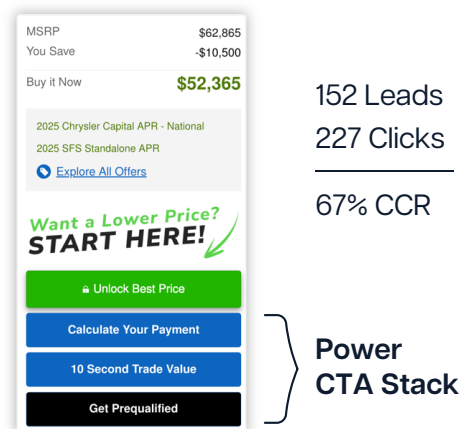 MSRP $62,865
You Save -$10,500
Buy it Now $52,365
2025 Chrysler Capital APR - National
2025 SFS Standalone APR
Explore All Offers
Want a Lower Price?
START HERE!
Unlock Best Price
Calculate Your Payment
10 Second Trade Value
Get Prequalified
152 Leads
227 Clicks
67% CCR
Power
CTA Stack